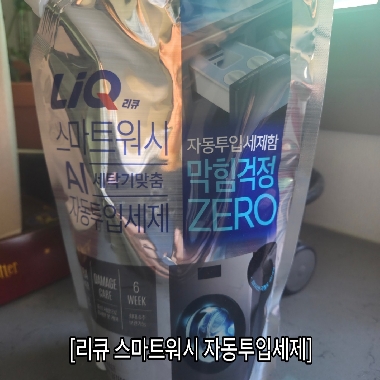 LiQ 리큐
스마트워시
AI 세탁기맞춤
자동투입세제
자동투입세제함
막힘걱정
ZERO
DAMAGE
CARE
6
WEEK
[리큐 스마트워시 자동투입세제]